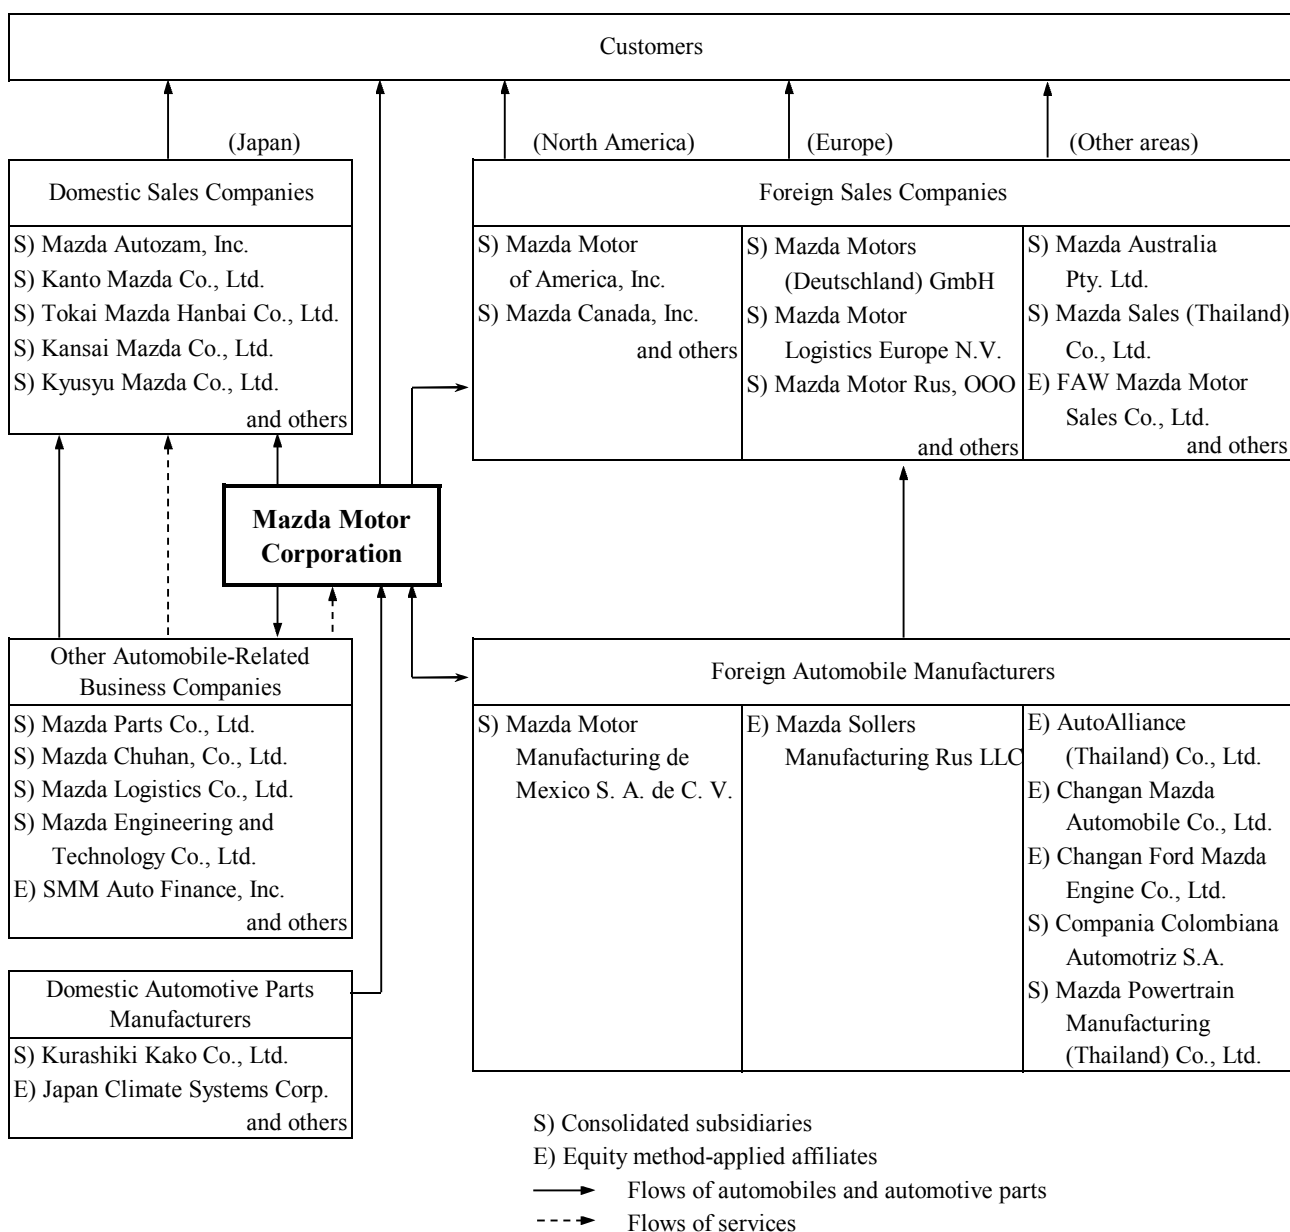 Customers
(Japan)
(North America)
(Europe)
(Other areas)
Domestic Sales Companies
S) Mazda Autozam, Inc.
S) Kanto Mazda Co., Ltd.
S) Tokai Mazda Hanbai Co., Ltd.
S) Kansai Mazda Co., Ltd.
S) Kyusyu Mazda Co., Ltd.
and others
Foreign Sales Companies
S) Mazda Motor
of America, Inc.
S) Mazda Canada, Inc.
and others
S) Mazda Motors
(Deutschland) GmbH
S) Mazda Motor
Logistics Europe N.V.
S) Mazda Motor Rus, OOO
and others
S) Mazda Australia
Pty. Ltd.
S) Mazda Sales (Thailand)
Co., Ltd.
E) FAW Mazda Motor
Sales Co., Ltd.
and others
Mazda Motor
Corporation
Other Automobile-Related
Business Companies
S) Mazda Parts Co., Ltd.
S) Mazda Chuhan, Co., Ltd.
S) Mazda Logistics Co., Ltd.
S) Mazda Engineering and
Technology Co., Ltd.
E) SMM Auto Finance, Inc.
and others
Foreign Automobile Manufacturers
S) Mazda Motor
Manufacturing de
Mexico S. A. de C. V.
E) Mazda Sollers
Manufacturing Rus LLC
E) AutoAlliance
(Thailand) Co., Ltd.
E) Changan Mazda
Automobile Co., Ltd.
E) Changan Ford Mazda
Engine Co., Ltd.
S) Compania Colombiana
Automotriz S.A.
S) Mazda Powertrain
Manufacturing
(Thailand) Co., Ltd.
Domestic Automotive Parts
Manufacturers
S) Kurashiki Kako Co., Ltd.
E) Japan Climate Systems Corp.
and others
S) Consolidated subsidiaries
E) Equity method-applied affiliates
Flows of automobiles and automotive parts
Flows of services